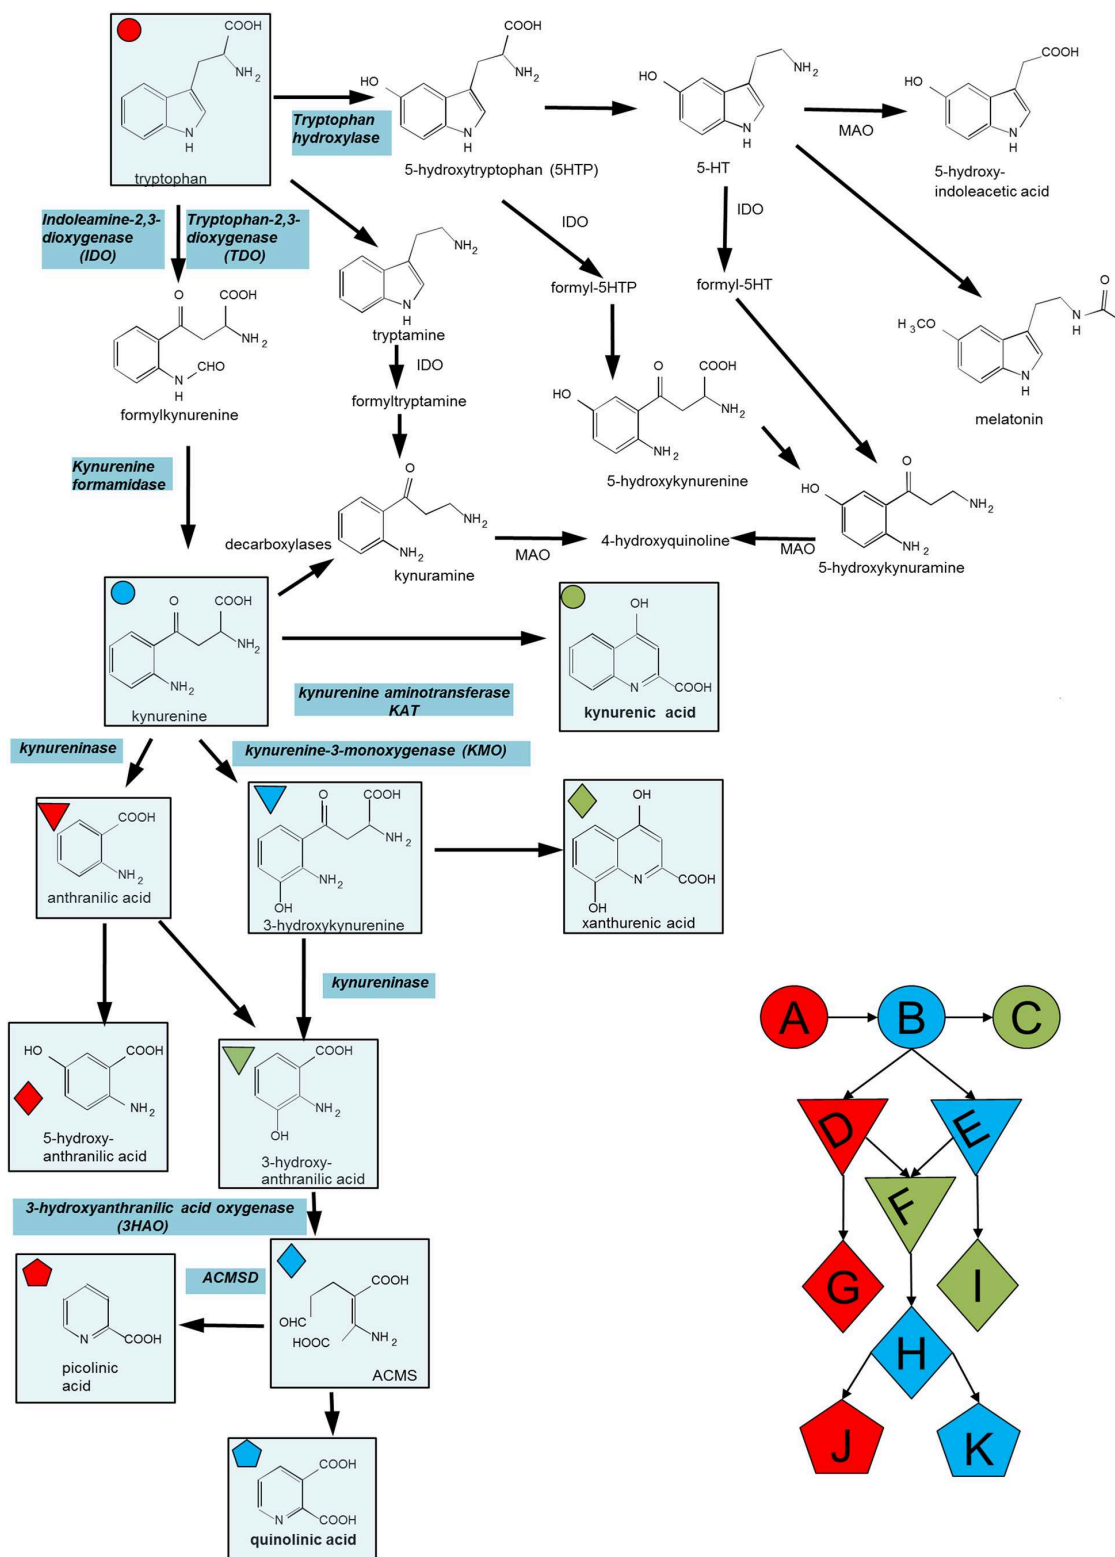 COOH
NH2
N
H
tryptophan
Tryptophan
hydroxylase
HO
COOH
NH2
N
H
5-hydroxytryptophan (5HTP)
HO
NH2
N
H
5-HT
MAO
HO
COOH
N
H
5-hydroxy-
indoleacetic acid
Indoleamine-2,3-
dioxygenase
(IDO)
Tryptophan-2,3-
dioxygenase
(TDO)
NH2
N
H
tryptamine
IDO
formyl-5HTP
IDO
formyl-5HT
O
COOH
NH2
N
H
CHO
formylkynurenine
IDO
formyltryptamine
HO
O
COOH
NH2
NH2
5-hydroxykynurenine
H3CO
N
H
O
N
H
melatonin
Kynurenine
formamidase
decarboxylases
O
NH2
NH2
kynuramine
MAO
4-hydroxyquinoline
MAO
HO
O
NH2
NH2
5-hydroxykynuramine
O
COOH
NH2
NH2
kynurenine
kynurenine aminotransferase
KAT
OH
N
COOH
kynurenic acid
kynureninase
kynurenine-3-monoxygenase (KMO)
COOH
NH2
anthranilic acid
O
COOH
NH2
NH2
OH
3-hydroxykynurenine
OH
N
COOH
OH
xanthurenic acid
kynureninase
HO
COOH
NH2
5-hydroxy-
anthranilic acid
COOH
NH2
OH
3-hydroxy-
anthranilic acid
3-hydroxyanthranilic acid oxygenase
(3HAO)
N
COOH
picolinic
acid
ACMSD
COOH
OHC
HOOC
NH2
ACMS
COOH
N
COOH
quinolinic acid
A
B
C
D
E
F
G
I
H
J
K